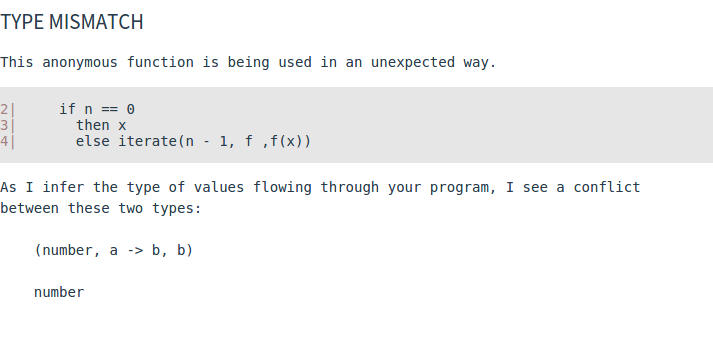 TYPE MISMATCH
This anonymous function is being used in an unexpected way.
2|     if n == 0
3|       then x
4|       else iterate(n - 1, f ,f(x))
As I infer the type of values flowing through your program, I see a conflict
between these two types:
    (number, a -> b, b)
    number